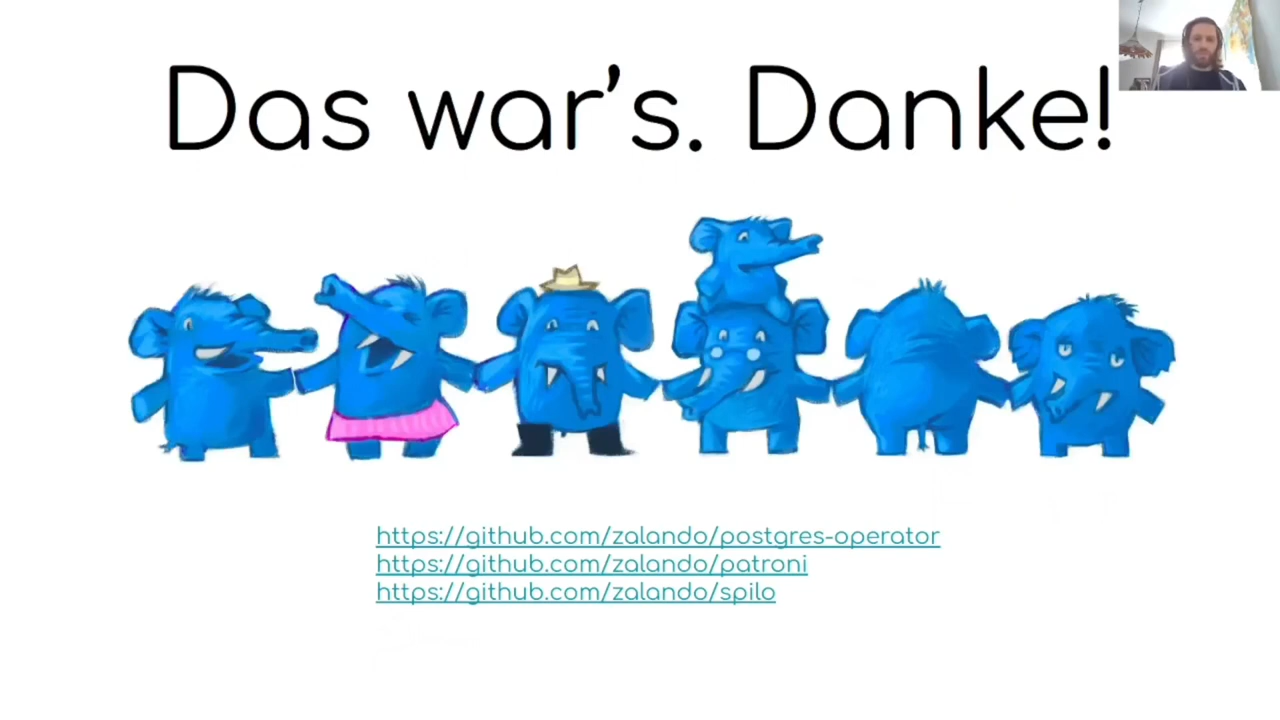 Das war’s. Danke!
https://github.com/zalando/postgres-operator
https://github.com/zalando/patroni
https://github.com/zalando/spilo